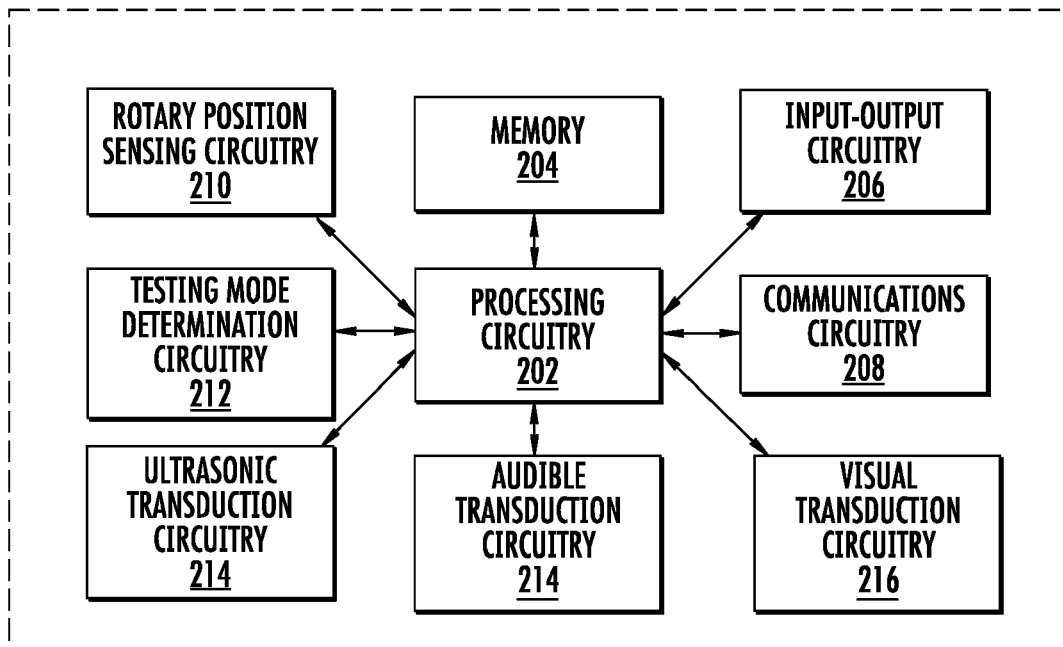 ROTARY POSITION
SENSING CIRCUITRY
210
MEMORY
204
INPUT-OUTPUT
CIRCUITRY
206
TESTING MODE
DETERMINATION
CIRCUITRY
212
PROCESSING
CIRCUITRY
202
COMMUNICATIONS
CIRCUITRY
208
ULTRASONIC
TRANSDUCTION
CIRCUITRY
214
AUDIBLE
TRANSDUCTION
CIRCUITRY
214
VISUAL
TRANSDUCTION
CIRCUITRY
216